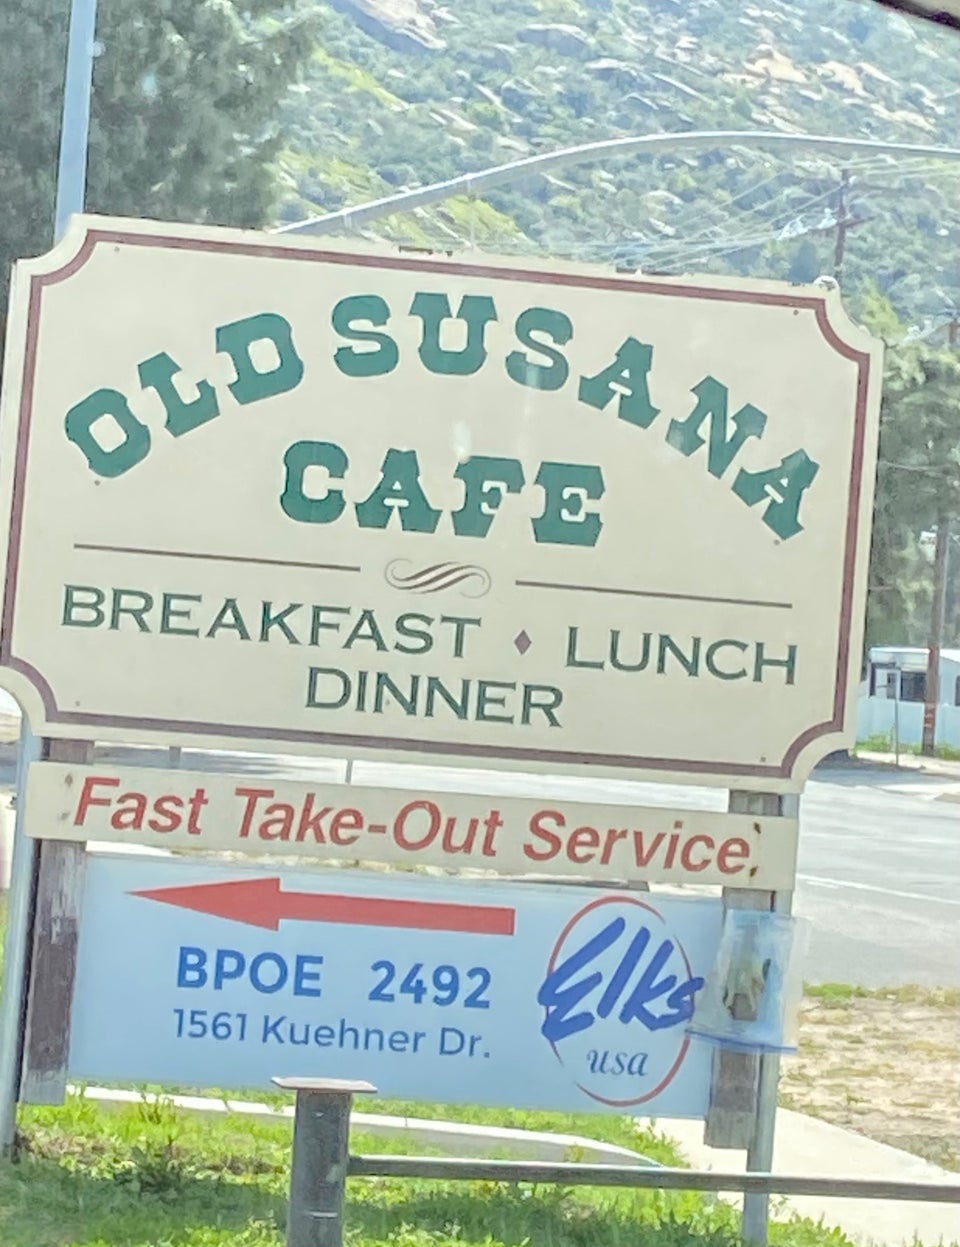 OLD SUSANA
CAFE
BREAKFAST ♦ LUNCH
DINNER
Fast Take-Out Service
BPOE 2492
1561 Kuehner Dr.
Elks
usa